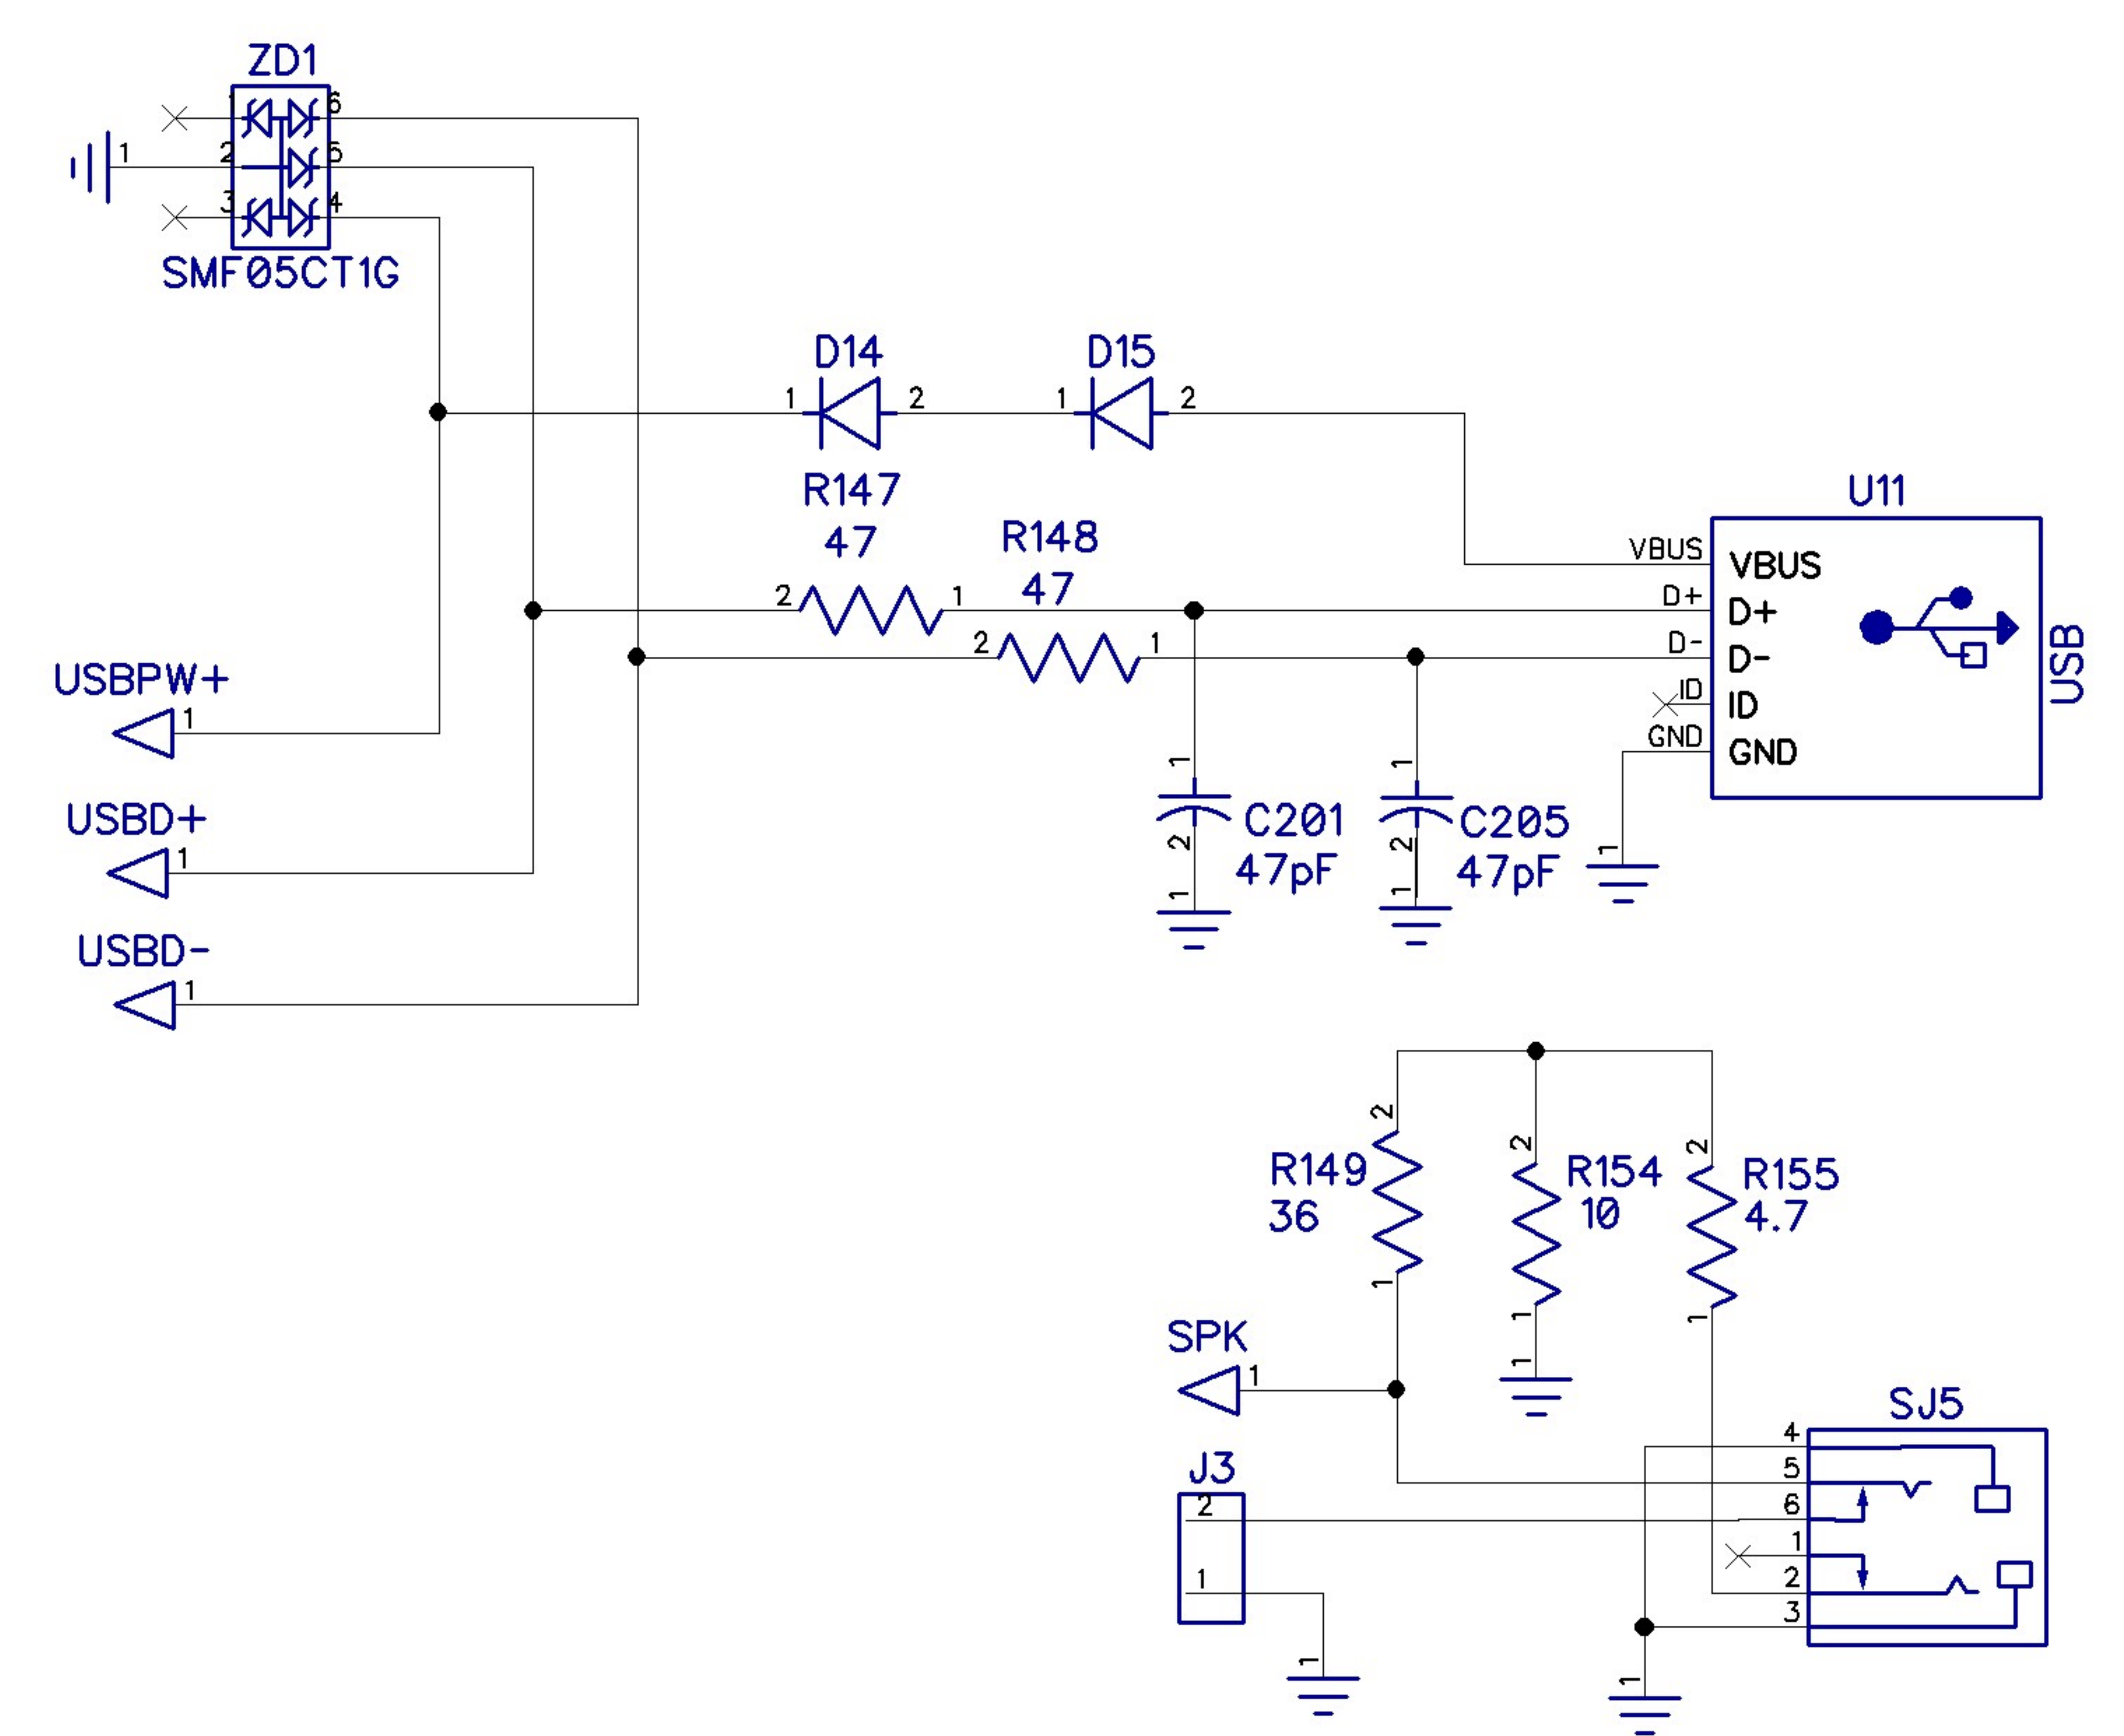 ZD1
1
6
1
2
5
3
4
SMF05CT1G
D14
D15
1
2
1
2
R147
47
R148
47
U11
VBUS
VBUS
D+
D+
D-
D-
ID
ID
GND
GND
USB
2
1
2
1
USBPW+
1
USBD+
1
USBD-
1
1
2
C201
47pF
1
1
2
C205
47pF
1
1
2
R149
36
1
2
R154
10
1
1
2
R155
4.7
1
SPK
1
SJ5
4
5
6
1
2
3
J3
2
1
1
1